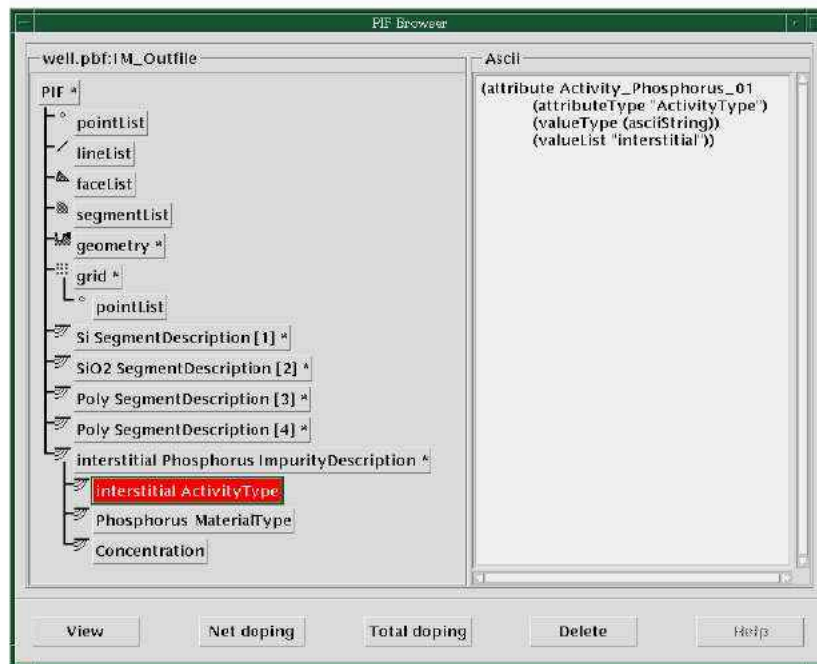 PIF Browser
well.pbf:IM_Outfile
PIF *
pointList
lineList
faceList
segmentList
geometry *
grid *
pointList
Si SegmentDescription [1] *
SiO2 SegmentDescription [2] *
Poly SegmentDescription [3] *
Poly SegmentDescription [4] *
interstitial Phosphorus ImpurityDescription *
interstitial ActivityType
Phosphorus MaterialType
Concentration
Ascii
(attribute Activity_Phosphorus_01
(attributeType "ActivityType")
(valueType (asciiString))
(valueList "interstitial"))
View
Net doping
Total doping
Delete
Help